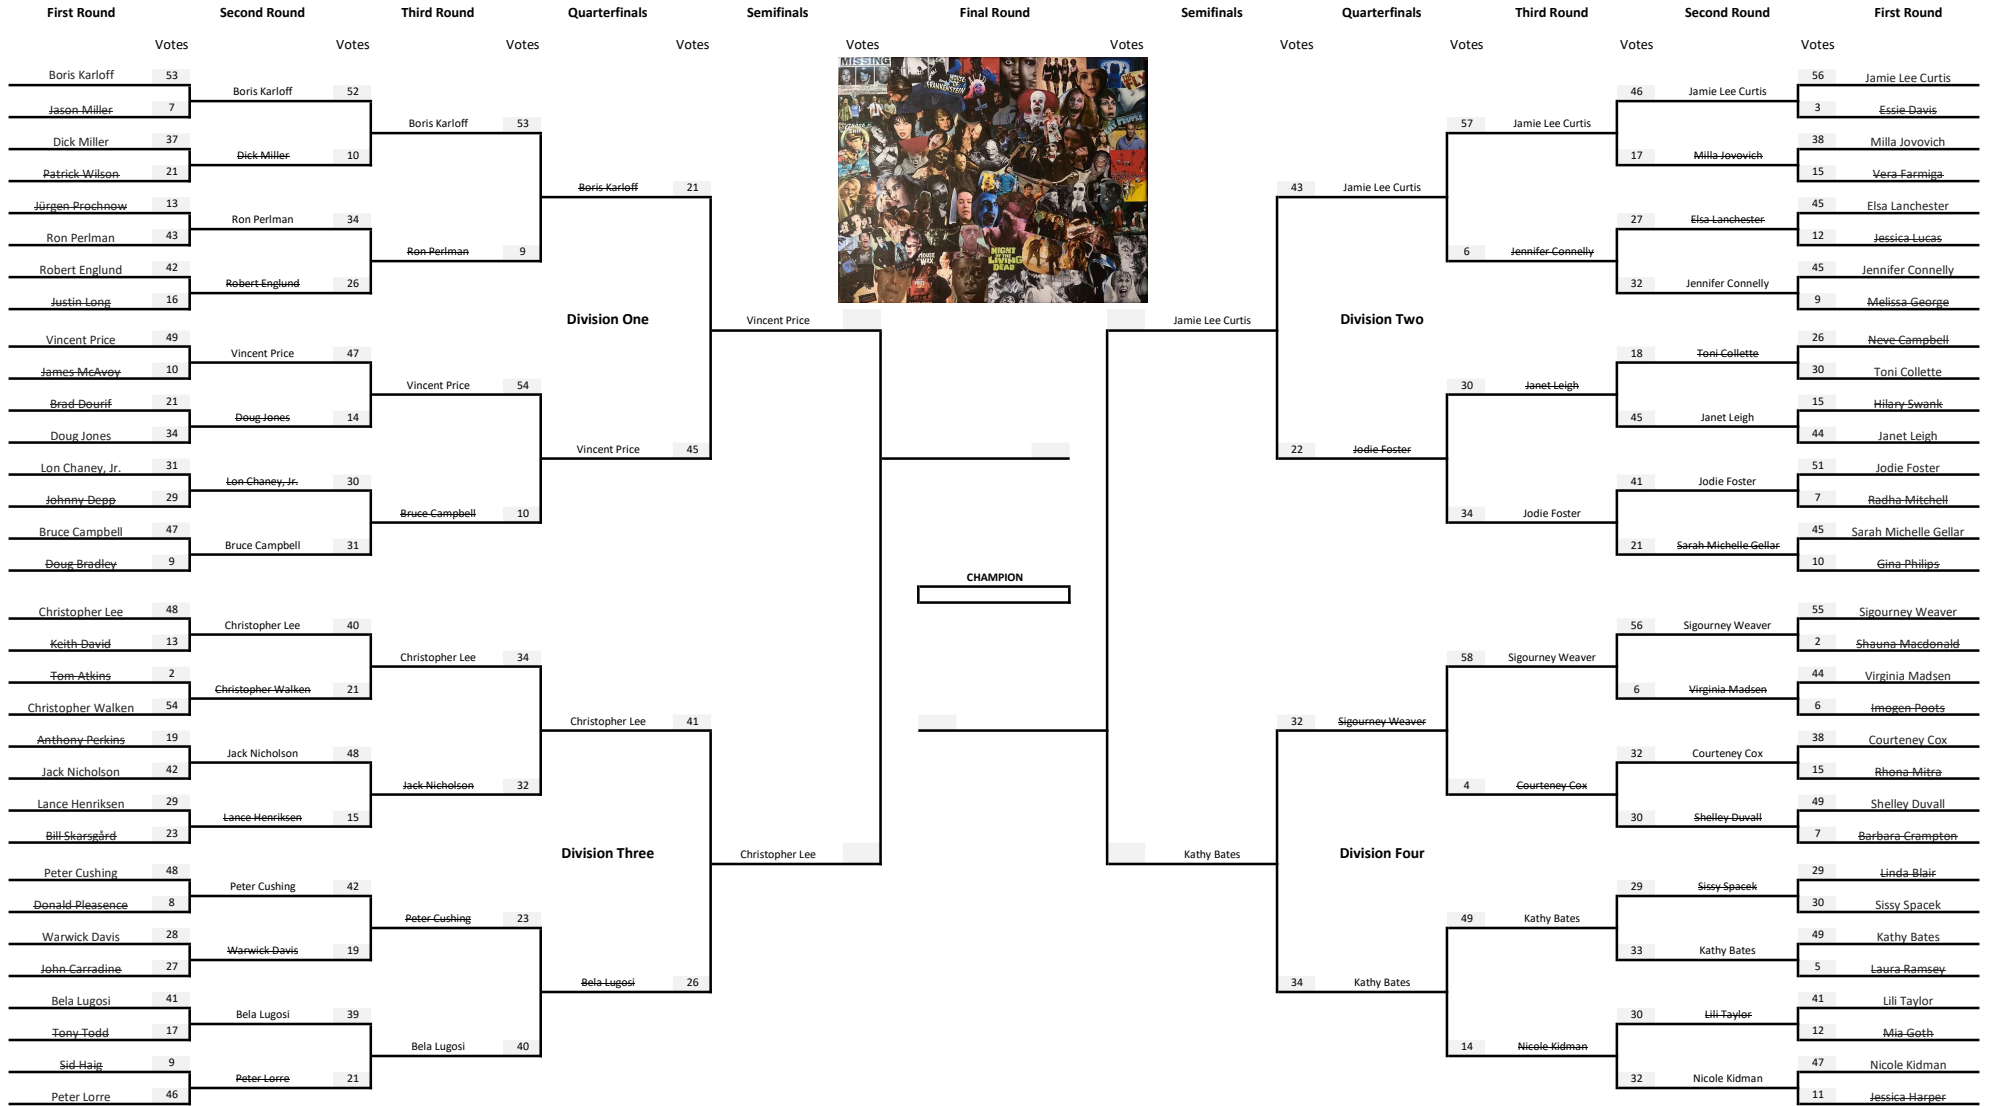 First Round
Second Round
Third Round
Quarterfinals
Semifinals
Final Round
Semifinals
Quarterfinals
Third Round
Second Round
First Round
Votes
Votes
Votes
Votes
Votes
Votes
Votes
Votes
Votes
Votes
Boris Karloff 53
Jason Miller 7
Dick Miller 37
Patrick Wilson 21
Jürgen Prochnow 13
Ron Perlman 43
Robert Englund 42
Justin Long 16
Vincent Price 49
James McAvoy 10
Brad Dourif 21
Doug Jones 34
Lon Chaney, Jr. 31
Johnny Depp 29
Bruce Campbell 47
Doug Bradley 9
Christopher Lee 48
Keith David 13
Tom Atkins 2
Christopher Walken 54
Anthony Perkins 19
Jack Nicholson 42
Lance Henriksen 29
Bill Skarsgård 23
Peter Cushing 48
Donald Pleasence 8
Warwick Davis 28
John Carradine 27
Bela Lugosi 41
Tony Todd 17
Sid Haig 9
Peter Lorre 46
Boris Karloff 52
Dick Miller 10
Ron Perlman 34
Robert Englund 26
Vincent Price 47
Doug Jones 14
Lon Chaney, Jr. 30
Bruce Campbell 31
Christopher Lee 40
Christopher Walken 21
Jack Nicholson 48
Lance Henriksen 15
Peter Cushing 42
Warwick Davis 19
Bela Lugosi 39
Peter Lorre 21
Boris Karloff 53
Ron Perlman 9
Vincent Price 54
Bruce Campbell 10
Christopher Lee 34
Jack Nicholson 32
Peter Cushing 23
Bela Lugosi 40
Boris Karloff 21
Division One
Vincent Price 45
Christopher Lee 41
Division Three
Bela Lugosi 26
Vincent Price
Christopher Lee
MISSING
HOUSE OF FRANKENSTEIN
HOUSE OF WAX
NIGHT OF THE LIVING DEAD
CHAMPION
Jamie Lee Curtis
Kathy Bates
43 Jamie Lee Curtis
Division Two
22 Jodie Foster
32 Sigourney Weaver
Division Four
34 Kathy Bates
57 Jamie Lee Curtis
6 Jennifer Connelly
30 Janet Leigh
34 Jodie Foster
58 Sigourney Weaver
4 Courteney Cox
49 Kathy Bates
14 Nicole Kidman
46 Jamie Lee Curtis
17 Milla Jovovich
27 Elsa Lanchester
32 Jennifer Connelly
18 Toni Collette
45 Janet Leigh
41 Jodie Foster
21 Sarah Michelle Gellar
56 Sigourney Weaver
6 Virginia Madsen
32 Courteney Cox
30 Shelley Duvall
29 Sissy Spacek
33 Kathy Bates
30 Lili Taylor
32 Nicole Kidman
56 Jamie Lee Curtis
3 Essie Davis
38 Milla Jovovich
15 Vera Farmiga
45 Elsa Lanchester
12 Jessica Lucas
45 Jennifer Connelly
9 Melissa George
26 Neve Campbell
30 Toni Collette
15 Hilary Swank
44 Janet Leigh
51 Jodie Foster
7 Radha Mitchell
45 Sarah Michelle Gellar
10 Gina Philips
55 Sigourney Weaver
2 Shauna Macdonald
44 Virginia Madsen
6 Imogen Poots
38 Courteney Cox
15 Rhona Mitra
49 Shelley Duvall
7 Barbara Crampton
29 Linda Blair
30 Sissy Spacek
49 Kathy Bates
5 Laura Ramsey
41 Lili Taylor
12 Mia Goth
47 Nicole Kidman
11 Jessica Harper